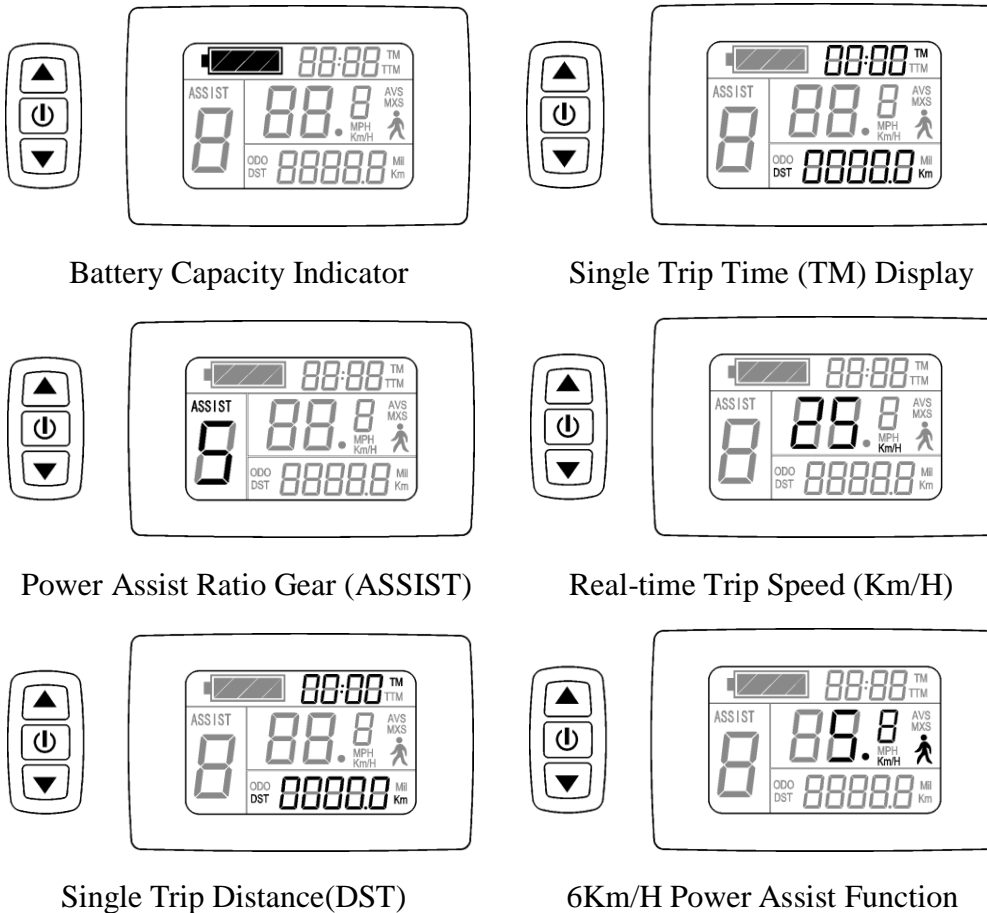 88:88 TM
TTM
ASSIST
8
88.8
AVS
MXS
MPH
Km/H
ODO
DST
8888.8
Mil
Km
Battery Capacity Indicator
00:00 TM
TTM
ASSIST
8
88.8
AVS
MXS
MPH
Km/H
ODO
DST
0000.0
Mil
Km
Single Trip Time (TM) Display
88:88 TM
TTM
ASSIST
5
88.8
AVS
MXS
MPH
Km/H
ODO
DST
8888.8
Mil
Km
Power Assist Ratio Gear (ASSIST)
88:88 TM
TTM
ASSIST
8
25.8
AVS
MXS
MPH
Km/H
ODO
DST
8888.8
Mil
Km
Real-time Trip Speed (Km/H)
00:00 TM
TTM
ASSIST
8
88.8
AVS
MXS
MPH
Km/H
ODO
DST
0000.0
Mil
Km
Single Trip Distance(DST)
88:88 TM
TTM
ASSIST
8
85.8
AVS
MXS
MPH
Km/H
ODO
DST
8888.8
Mil
Km
6Km/H Power Assist Function